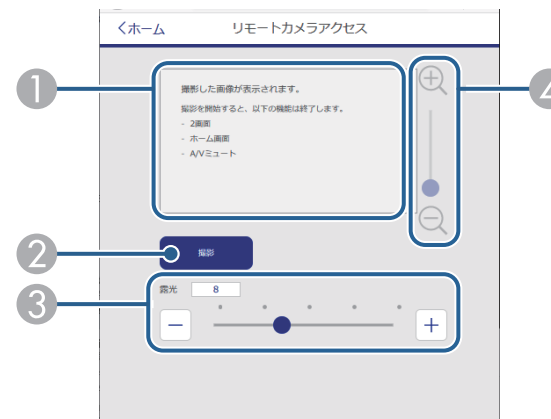 くホーム リモートカメラアクセス
1
撮影した画像が表示されます。
撮影を開始すると、以下の機能は終了します。
- 2画面
- ホーム画面
- A/Vミュート
2
撮影
3
露光 8